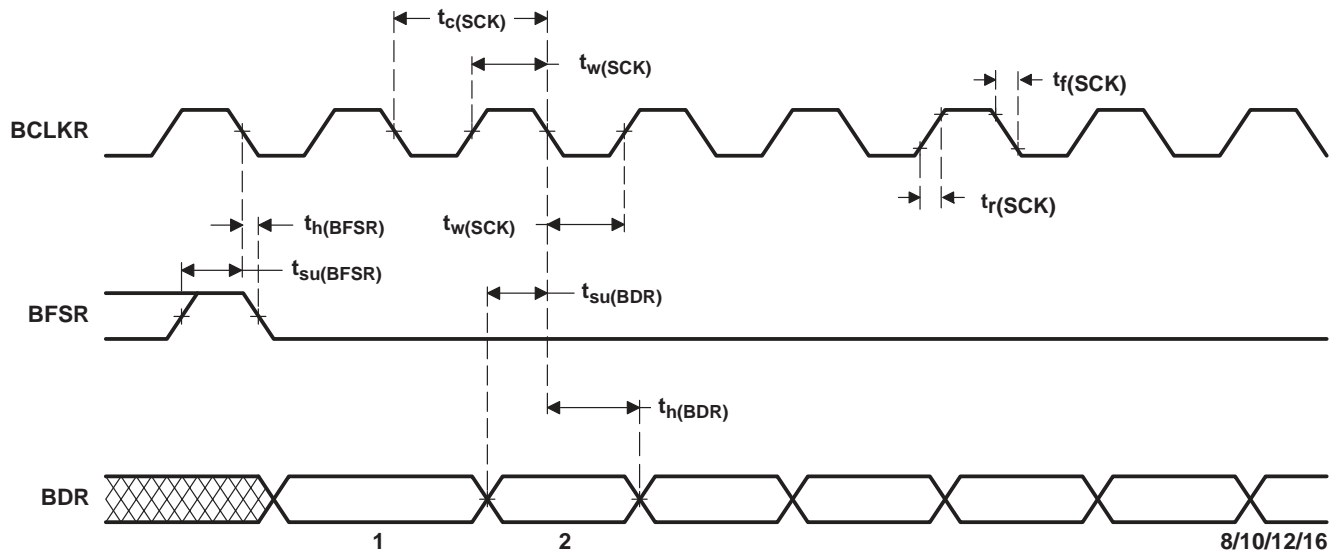 tc(SCK)
tw(SCK)
tf(SCK)
BCLKR
tr(SCK)
th(BFSR)
tw(SCK)
tsu(BFSR)
tsu(BDR)
BFSR
th(BDR)
BDR
1 2 8/10/12/16